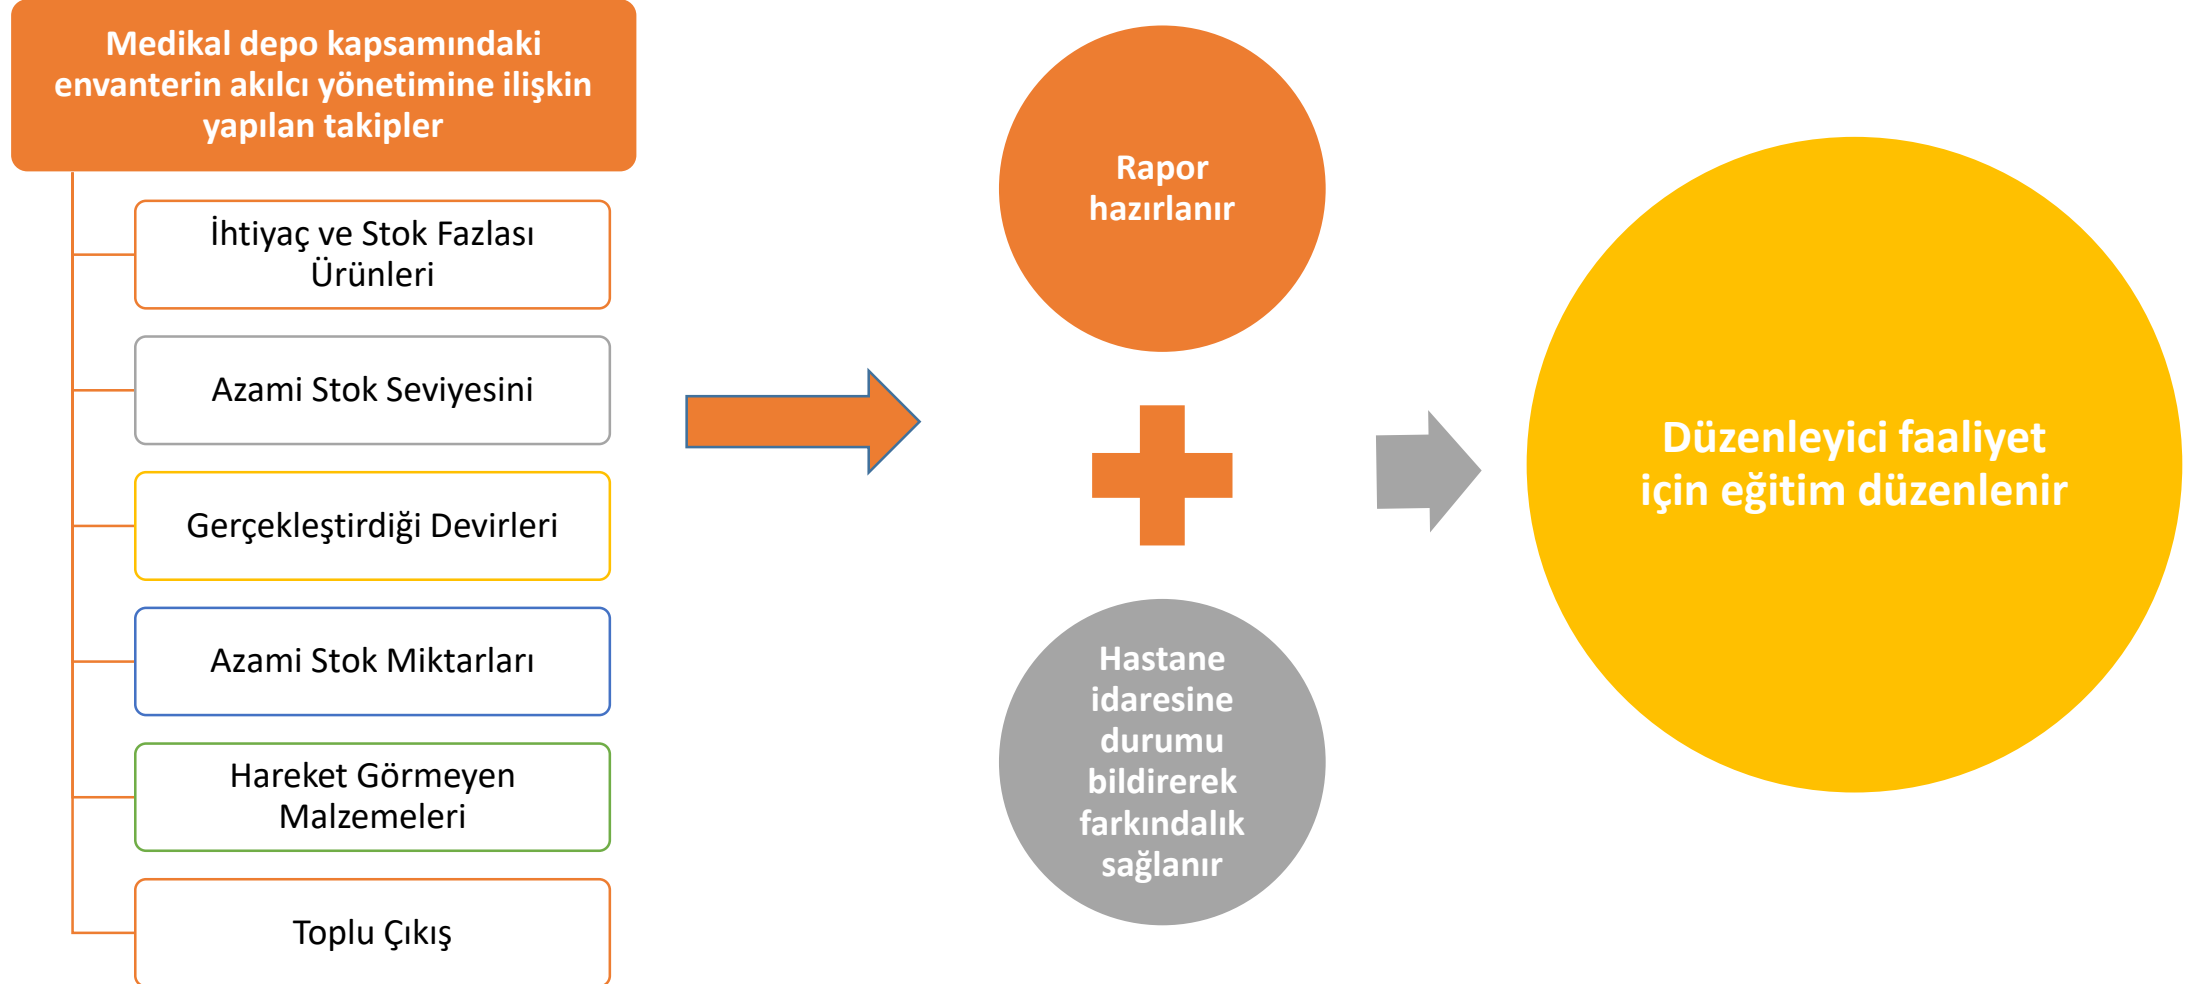 Medikal depo kapsamındaki
envanterin akılcı yönetimine ilişkin
yapılan takipler
İhtiyaç ve Stok Fazlası
Ürünleri
Azami Stok Seviyesini
Gerçekleştirdiği Devirleri
Azami Stok Miktarları
Hareket Görmeyen
Malzemeleri
Toplu Çıkış
Rapor
hazırlanır
Hastane
idaresine
durumu
bildirerek
farkındalık
sağlanır
Düzenleyici faaliyet
için eğitim düzenlenir